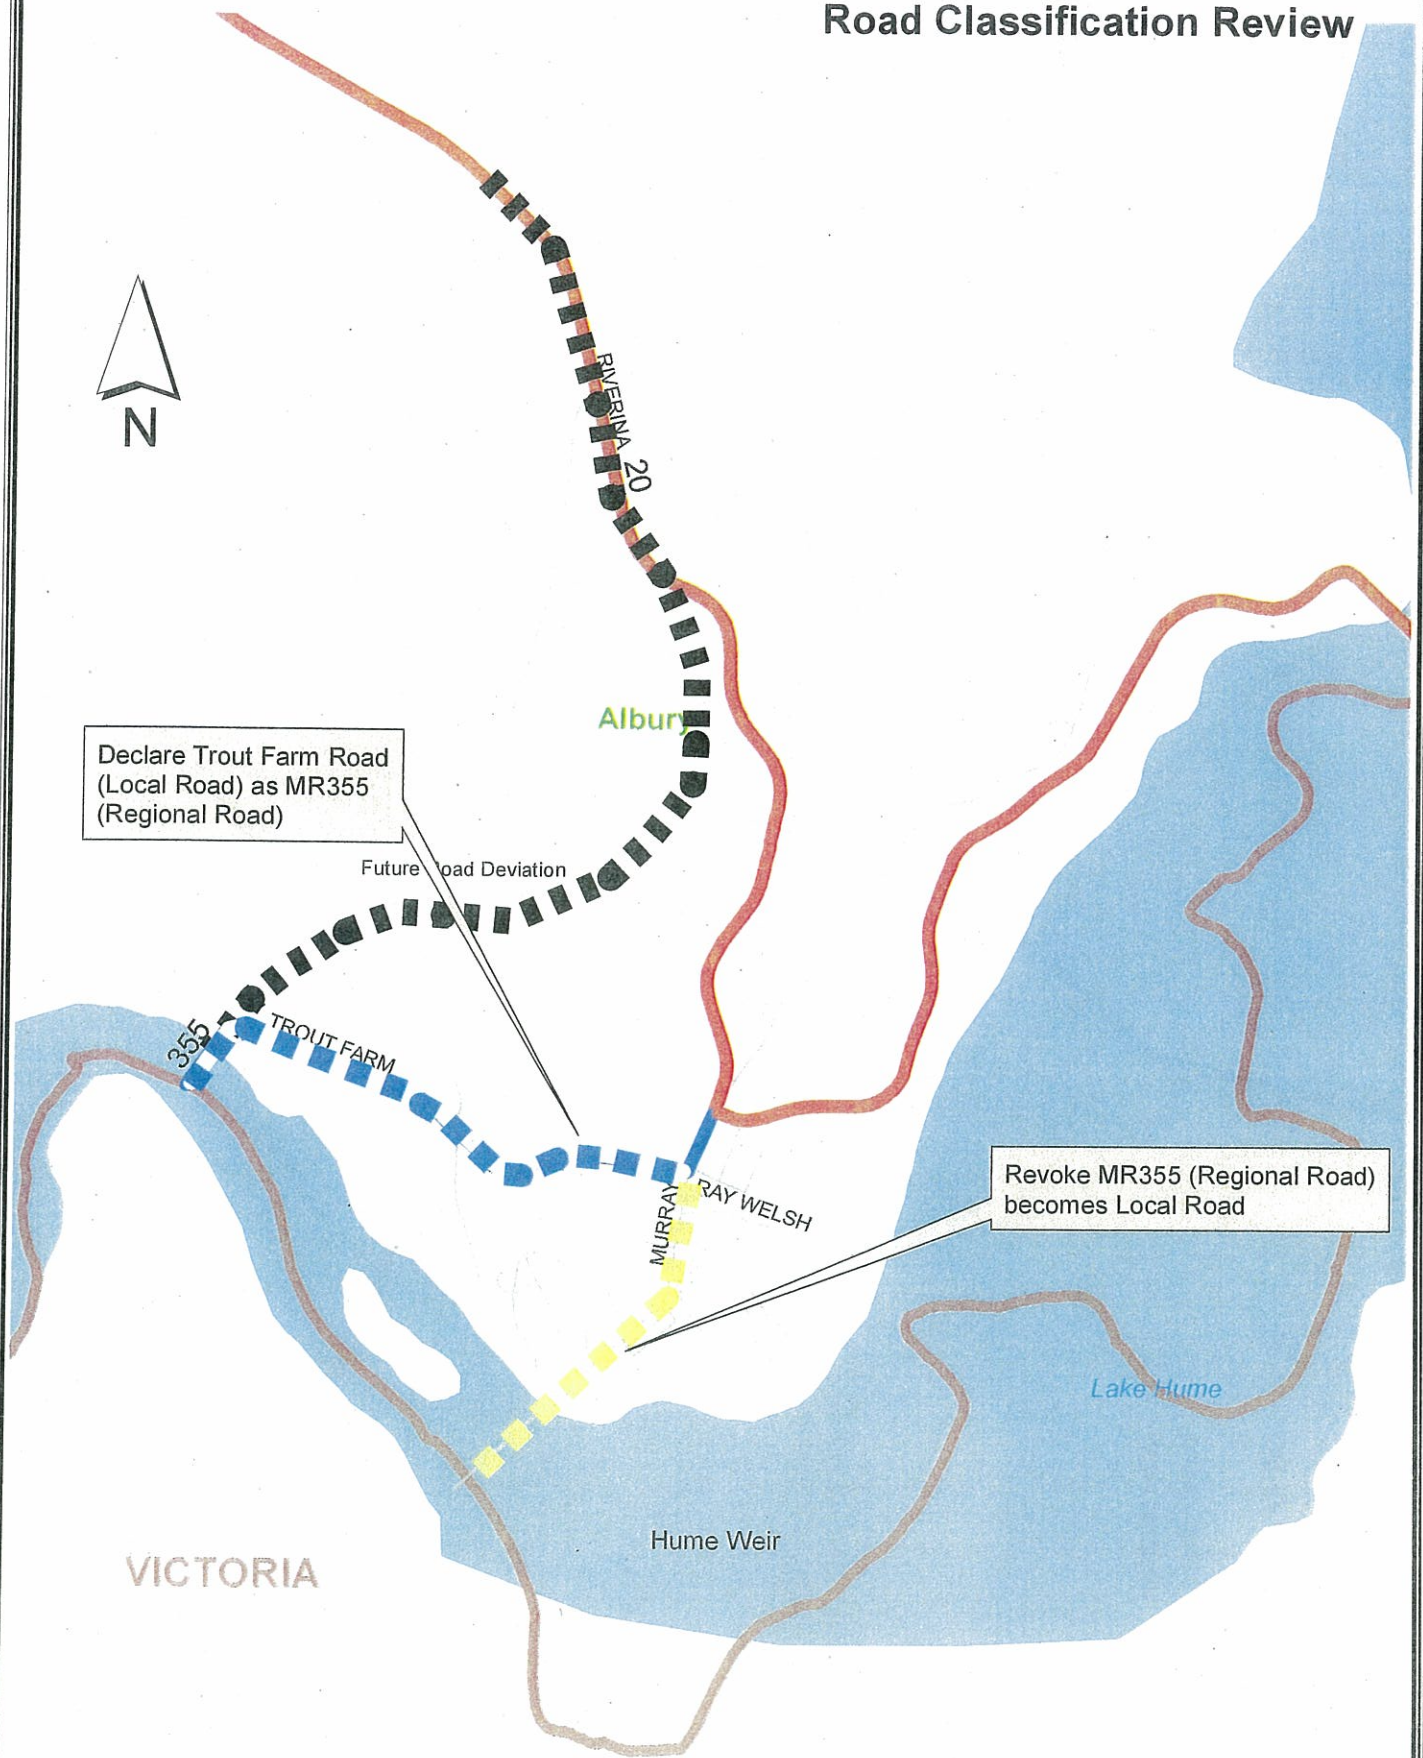 Road Classification Review
N
RIVERINA 20
Albury
Declare Trout Farm Road
(Local Road) as MR355
(Regional Road)
Future Road Deviation
355
TROUT FARM
MURRAY
RAY WELSH
Revoke MR355 (Regional Road)
becomes Local Road
Lake Hume
Hume Weir
VICTORIA